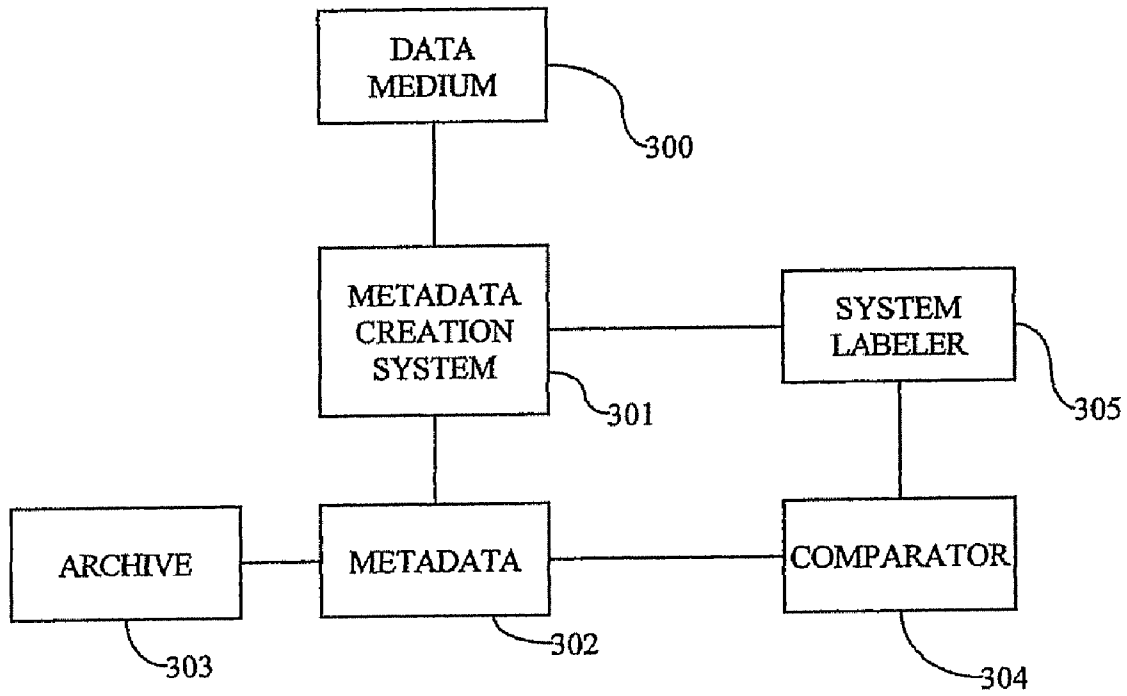 DATA
MEDIUM
300
METADATA
CREATION
SYSTEM
301
SYSTEM
LABELER
305
ARCHIVE
303
METADATA
302
COMPARATOR
304